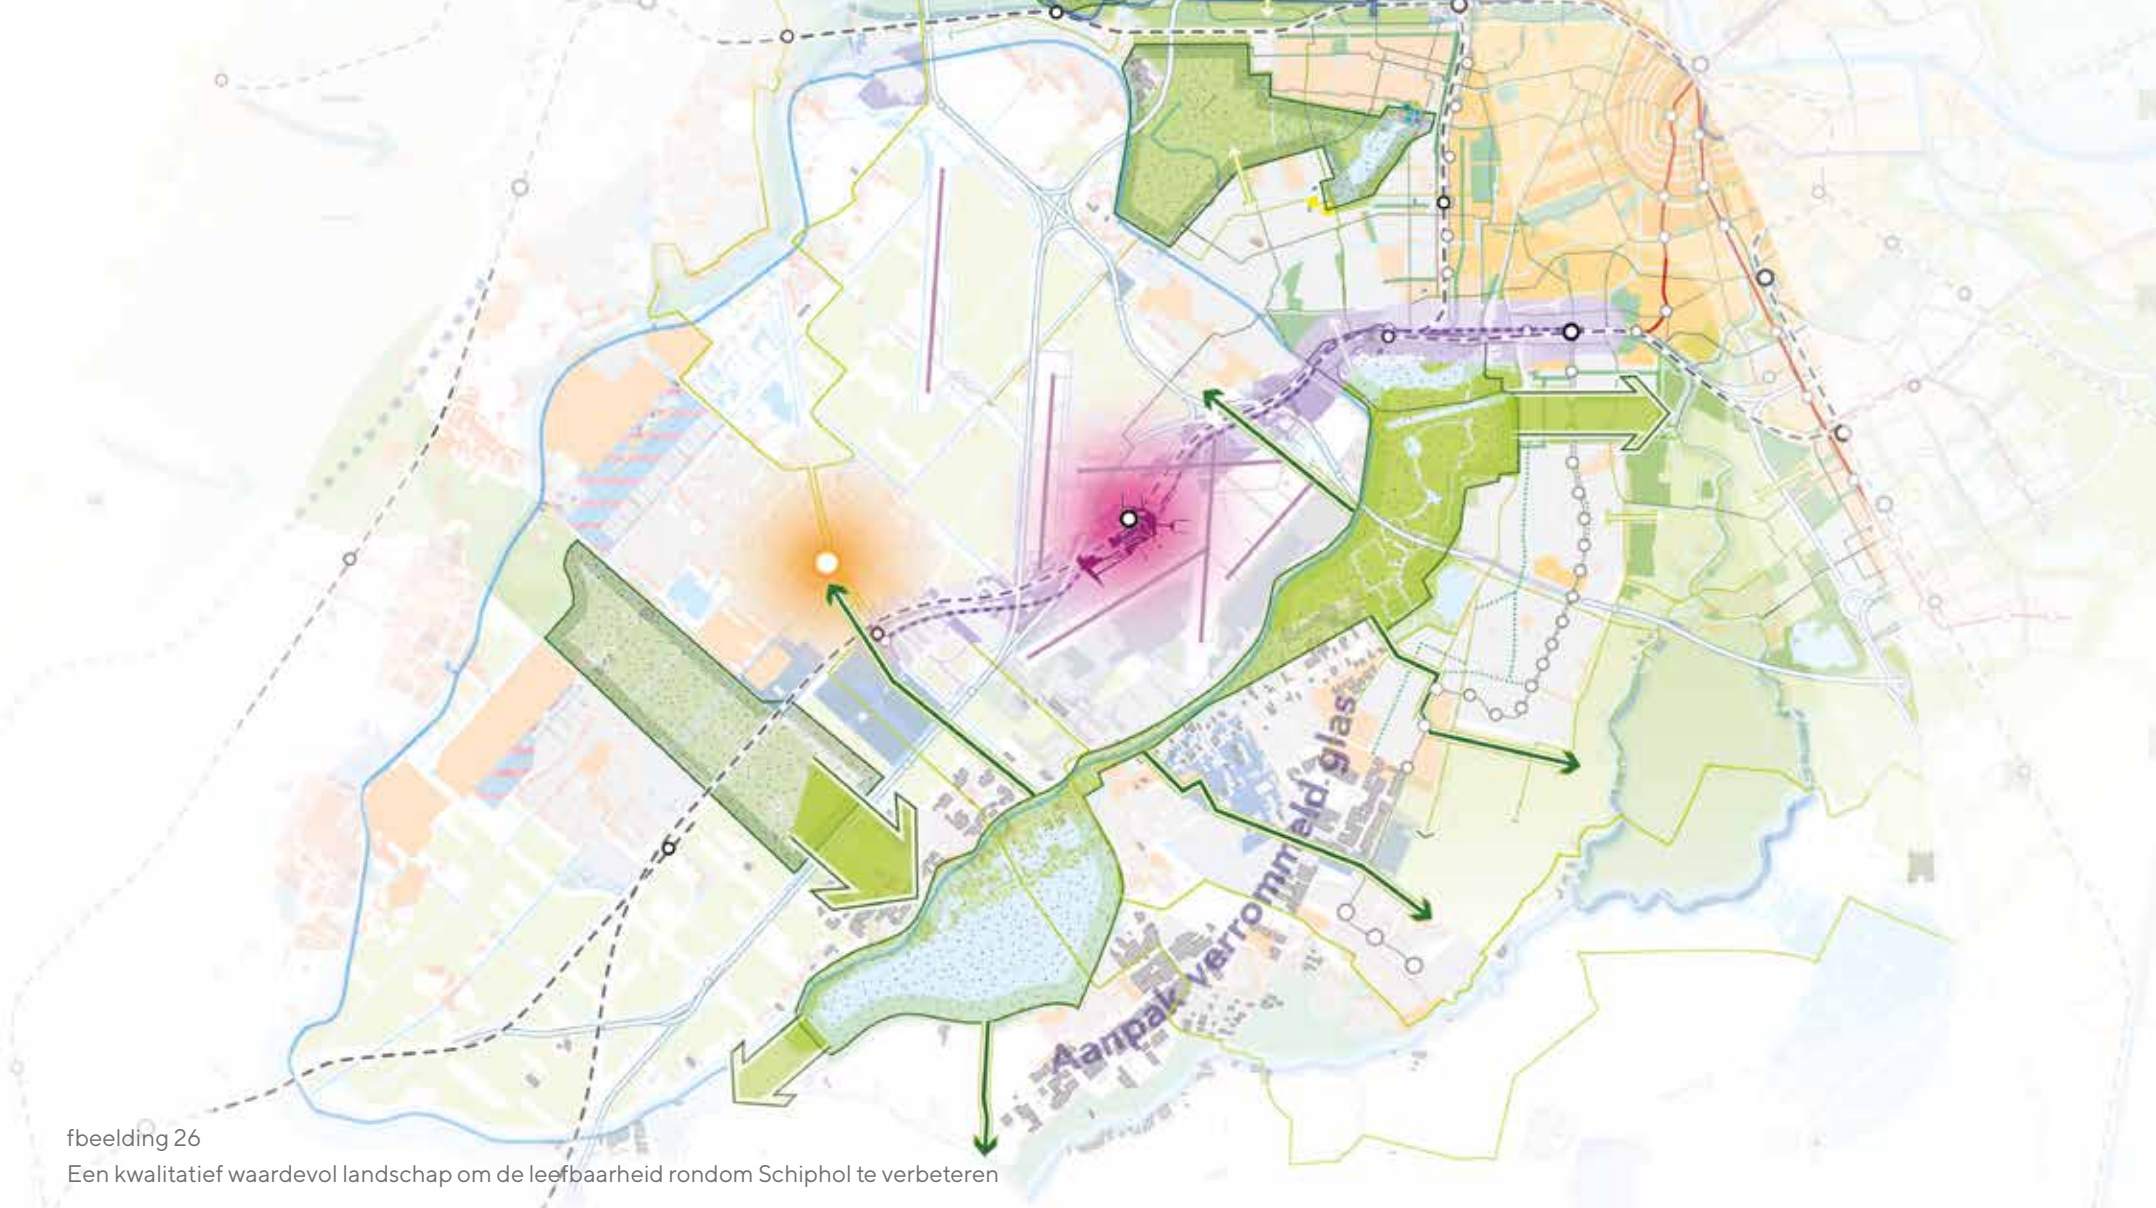 Aanpak verrommeld glas
fbeelding 26
Een kwalitatief waardevol landschap om de leefbaarheid rondom Schiphol te verbeteren